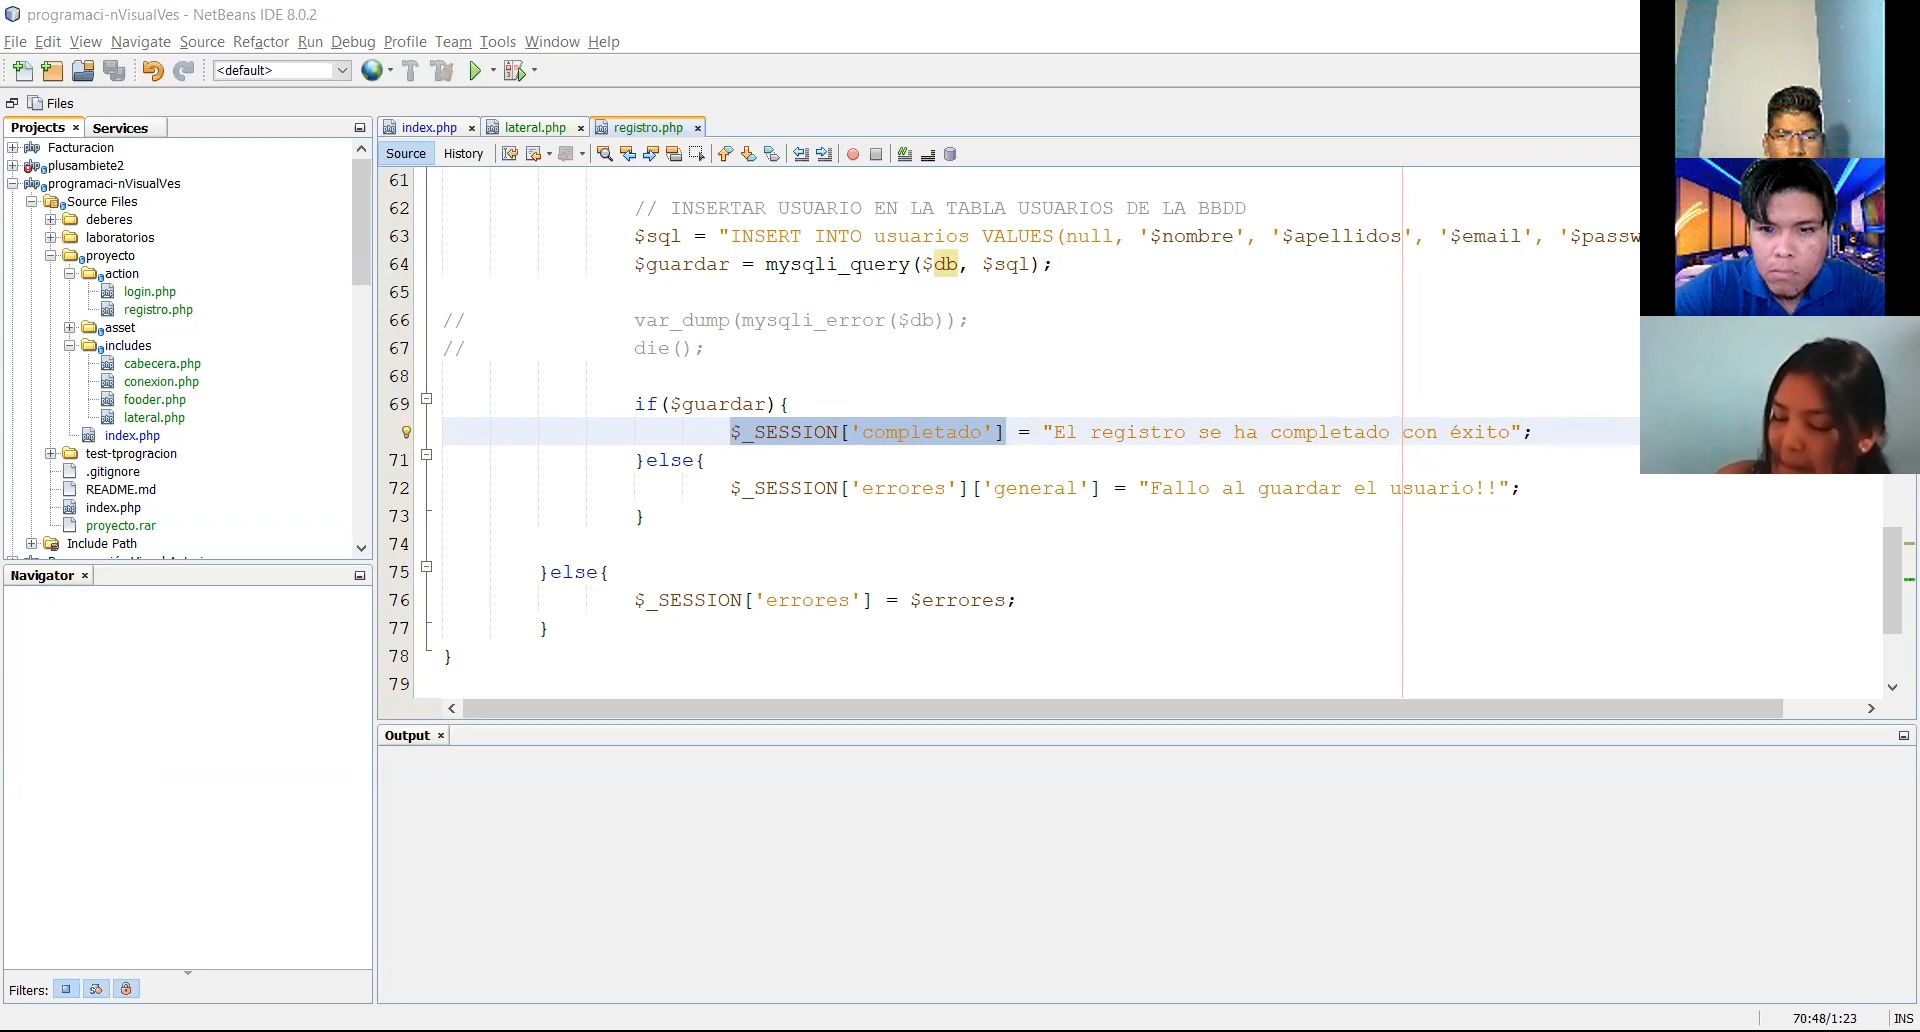 programaci-nVisualVes - NetBeans IDE 8.0.2
File Edit View Navigate Source Refactor Run Debug Profile Team Tools Window Help
<default>
Files
Projects × Services
index.php × lateral.php × registro.php ×
Source History
Facturacion
plusambiete2
programaci-nVisualVes
Source Files
deberes
laboratorios
proyecto
action
login.php
registro.php
asset
includes
cabecera.php
conexion.php
fooder.php
lateral.php
index.php
test-tprogracion
.gitignore
README.md
index.php
proyecto.rar
Include Path
61
62 // INSERTAR USUARIO EN LA TABLA USUARIOS DE LA BBDD
63 $sql = "INSERT INTO usuarios VALUES(null, '$nombre', '$apellidos', '$email', '$passw
64 $guardar = mysqli_query($db, $sql);
65
66 // var_dump(mysqli_error($db));
67 // die();
68
69 if($guardar){
$_SESSION['completado'] = "El registro se ha completado con éxito";
71 }else{
72 $_SESSION['errores']['general'] = "Fallo al guardar el usuario!!";
73 }
74
75 }else{
76 $_SESSION['errores'] = $errores;
77 }
78 }
79
Navigator ×
Filters:
Output ×
70:48/1:23 INS